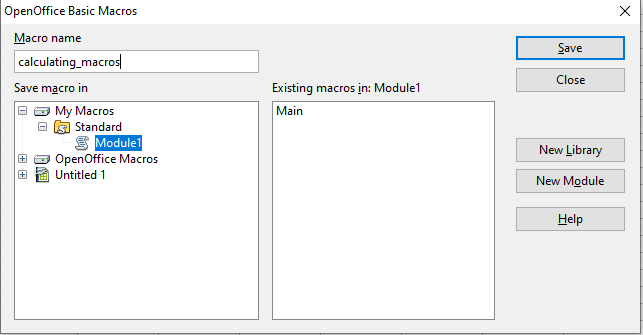 OpenOffice Basic Macros
Macro name
calculating_macros
Save
Close
Save macro in
Existing macros in: Module1
My Macros
Standard
Module1
OpenOffice Macros
Untitled 1
Main
New Library
New Module
Help